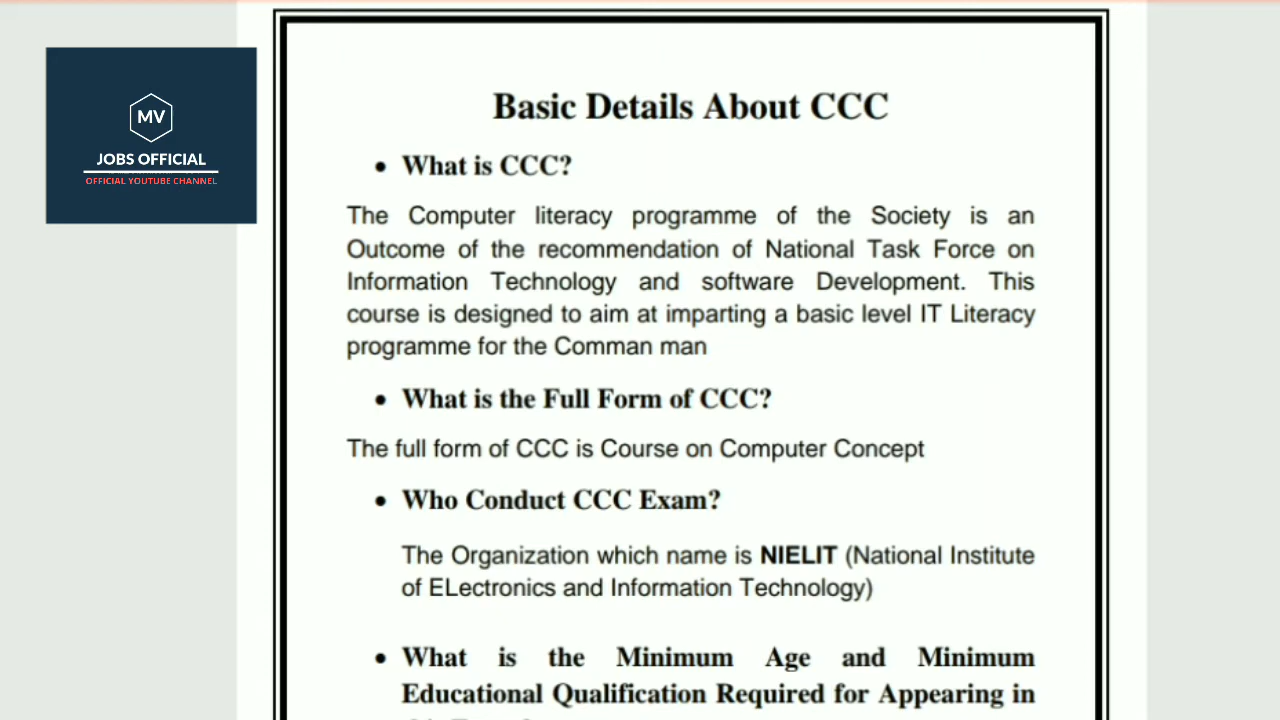 MV
JOBS OFFICIAL
OFFICIAL YOUTUBE CHANNEL
Basic Details About CCC
• What is CCC?
The Computer literacy programme of the Society is an
Outcome of the recommendation of National Task Force on
Information Technology and software Development. This
course is designed to aim at imparting a basic level IT Literacy
programme for the Comman man
• What is the Full Form of CCC?
The full form of CCC is Course on Computer Concept
• Who Conduct CCC Exam?
The Organization which name is NIELIT (National Institute
of ELectronics and Information Technology)
• What is the Minimum Age and Minimum
Educational Qualification Required for Appearing in